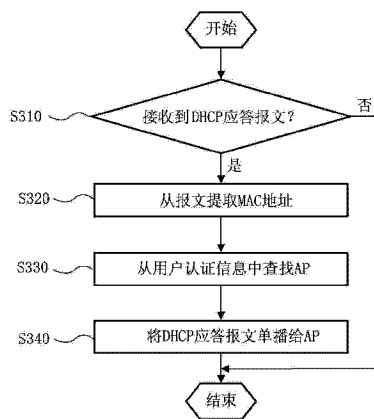 开始
S310
接收到DHCP应答报文？
否
是
S320
从报文提取MAC地址
S330
从用户认证信息中查找AP
S340
将DHCP应答报文单播给AP
结束